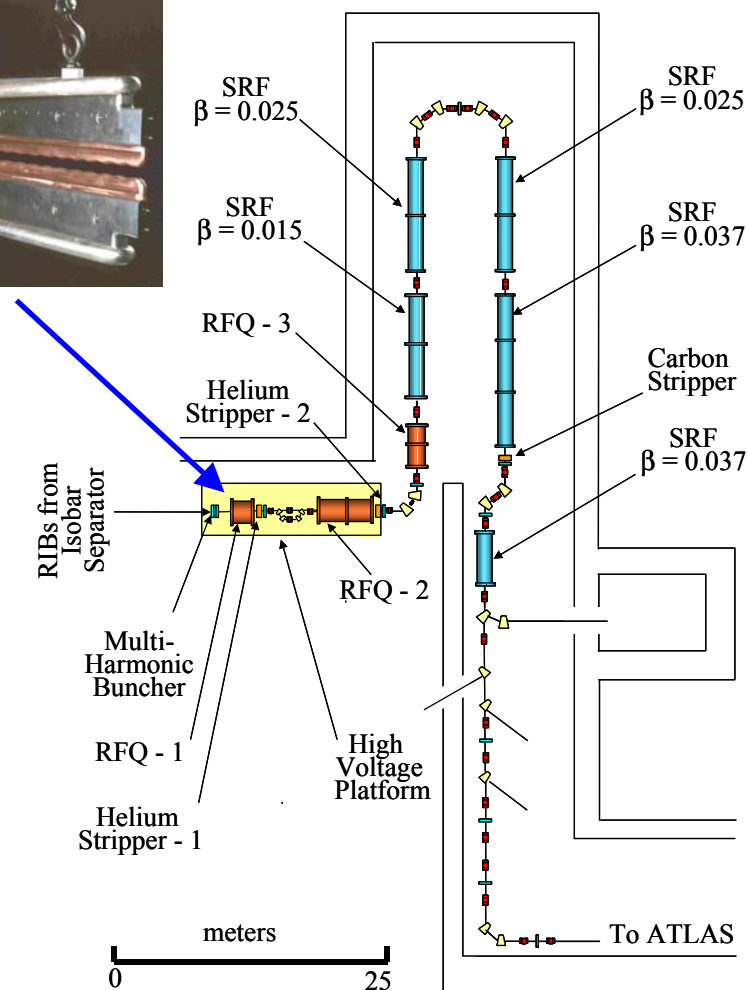 SRF
β = 0.025
SRF
β = 0.025
SRF
β = 0.015
SRF
β = 0.037
RFQ - 3
Carbon
Stripper
Helium
Stripper - 2
SRF
β = 0.037
RIBs from
Isobar
Separator
RFQ - 2
Multi-
Harmonic
Buncher
RFQ - 1
High
Voltage
Platform
Helium
Stripper - 1
meters
0
25
To ATLAS